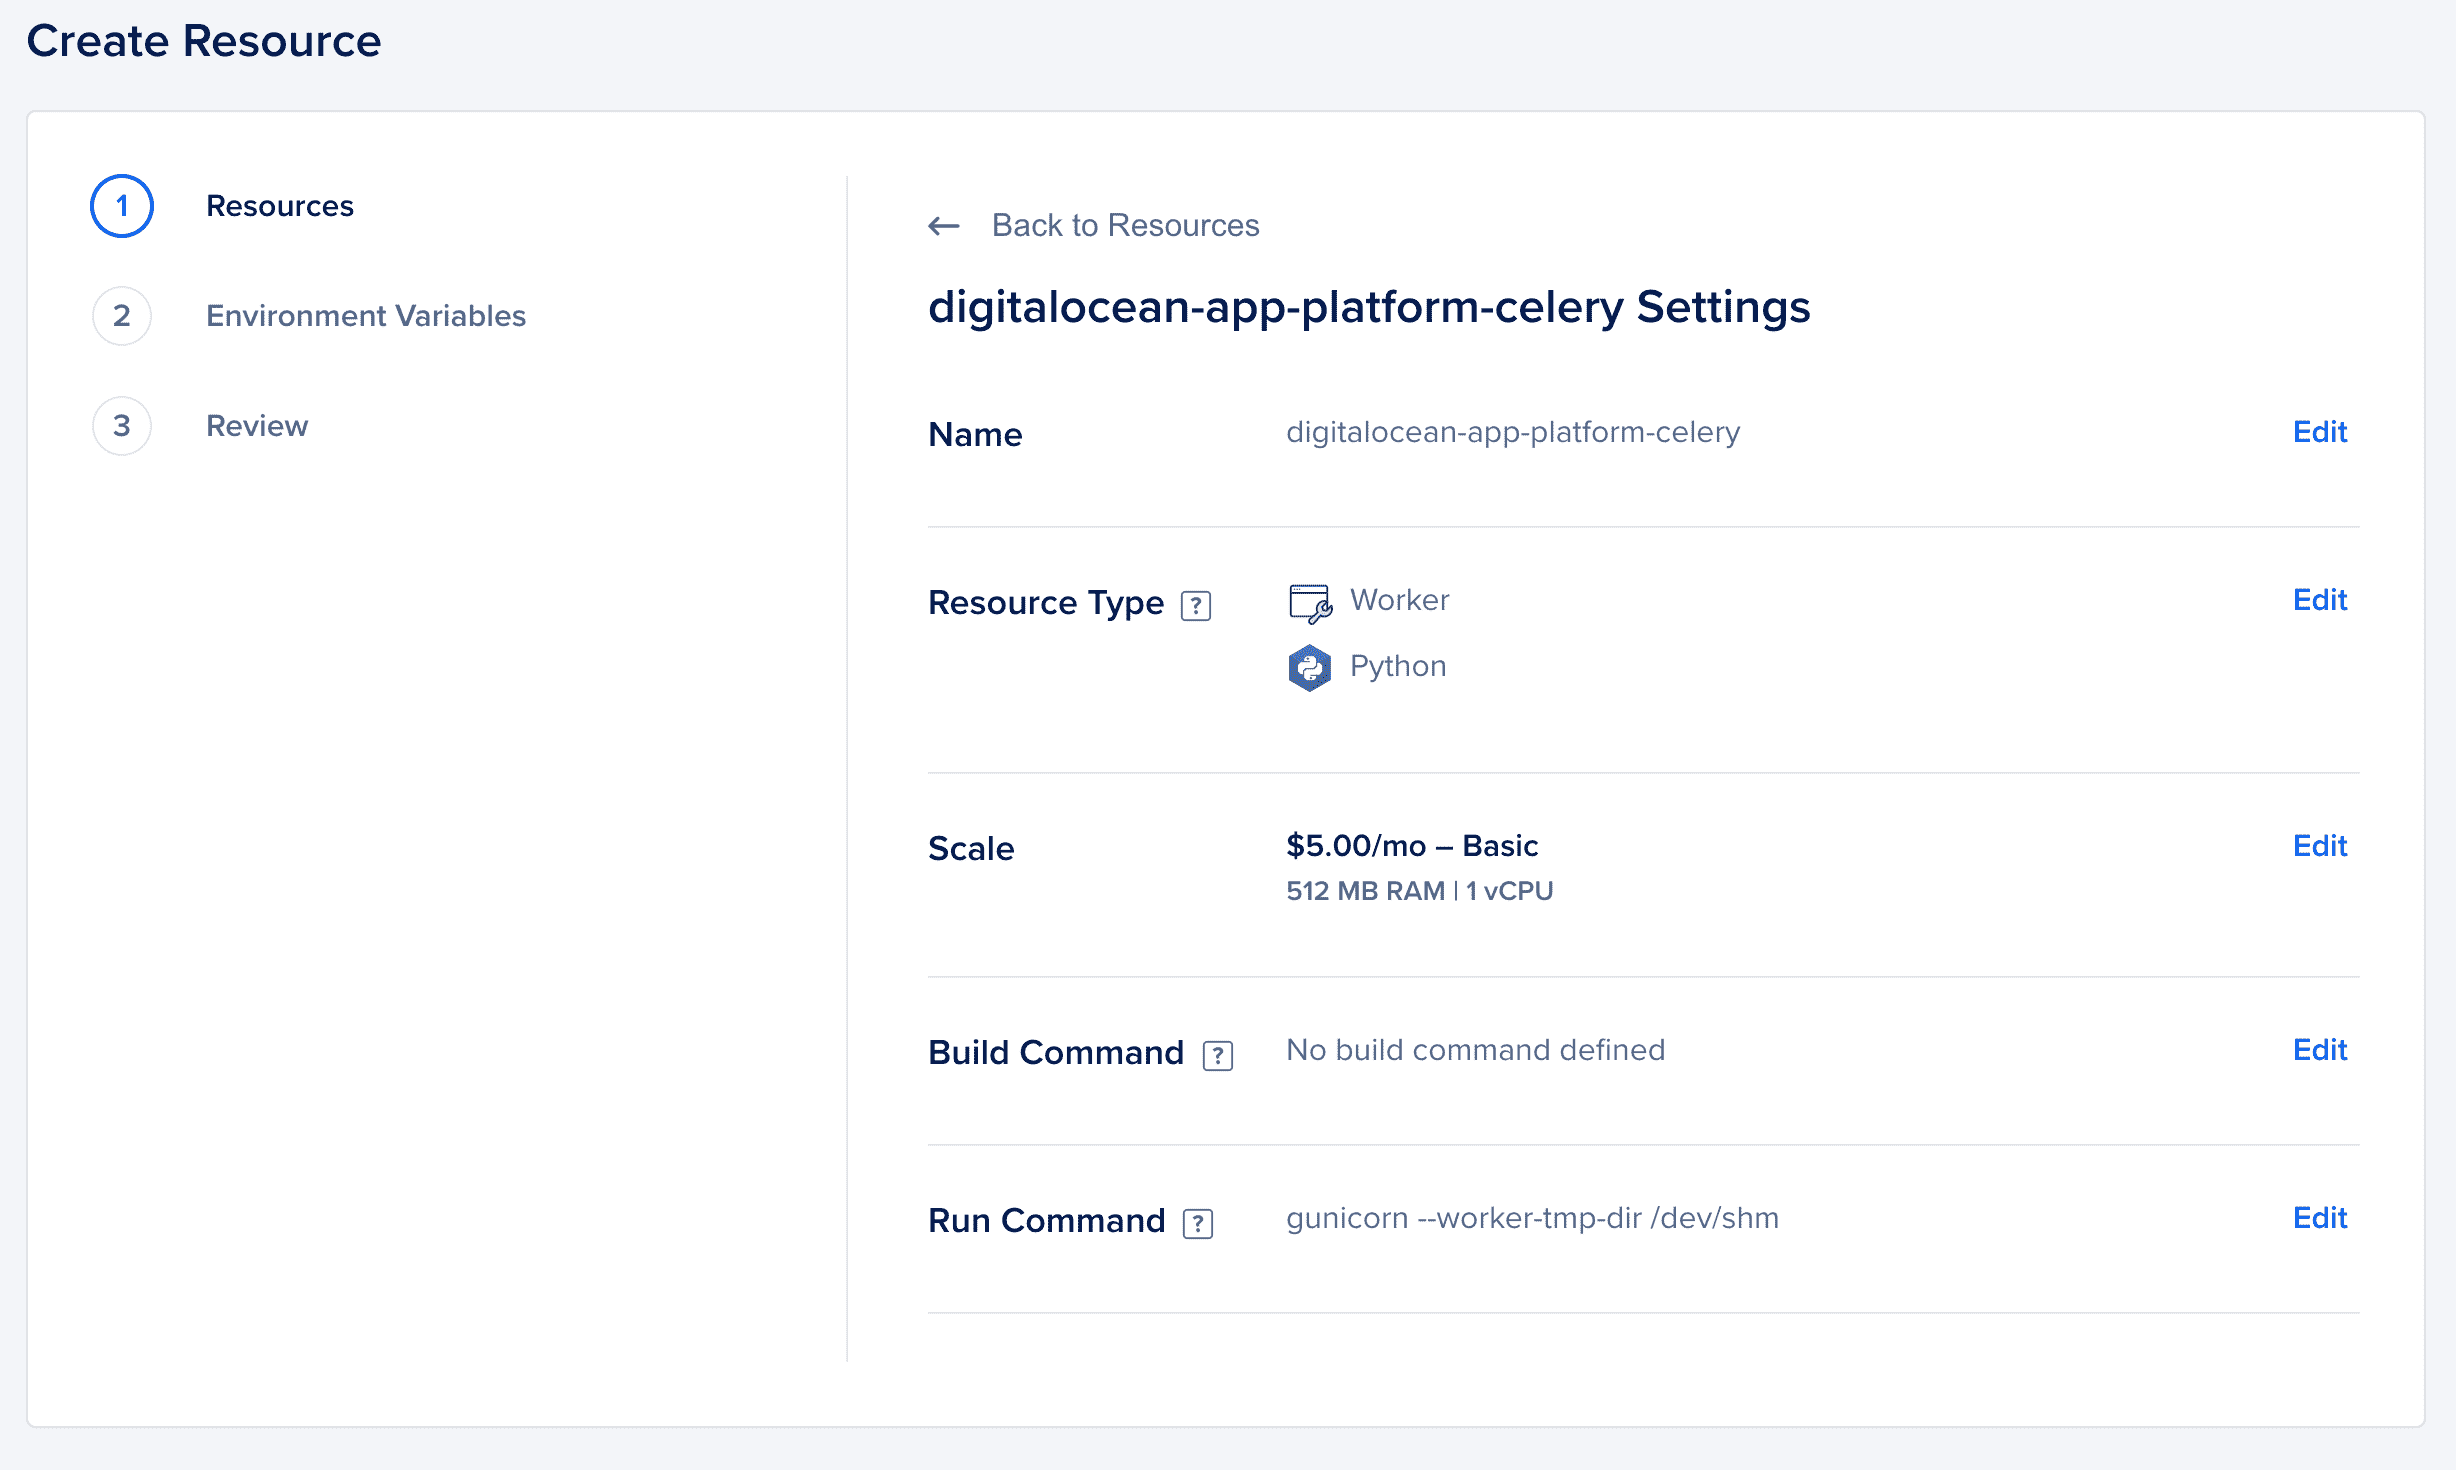 Create Resource
1 Resources
2 Environment Variables
3 Review
← Back to Resources
digitalocean-app-platform-celery Settings
Name digitalocean-app-platform-celery Edit
Resource Type ? Worker Edit
Python
Scale $5.00/mo – Basic Edit
512 MB RAM | 1 vCPU
Build Command ? No build command defined Edit
Run Command ? gunicorn --worker-tmp-dir /dev/shm Edit